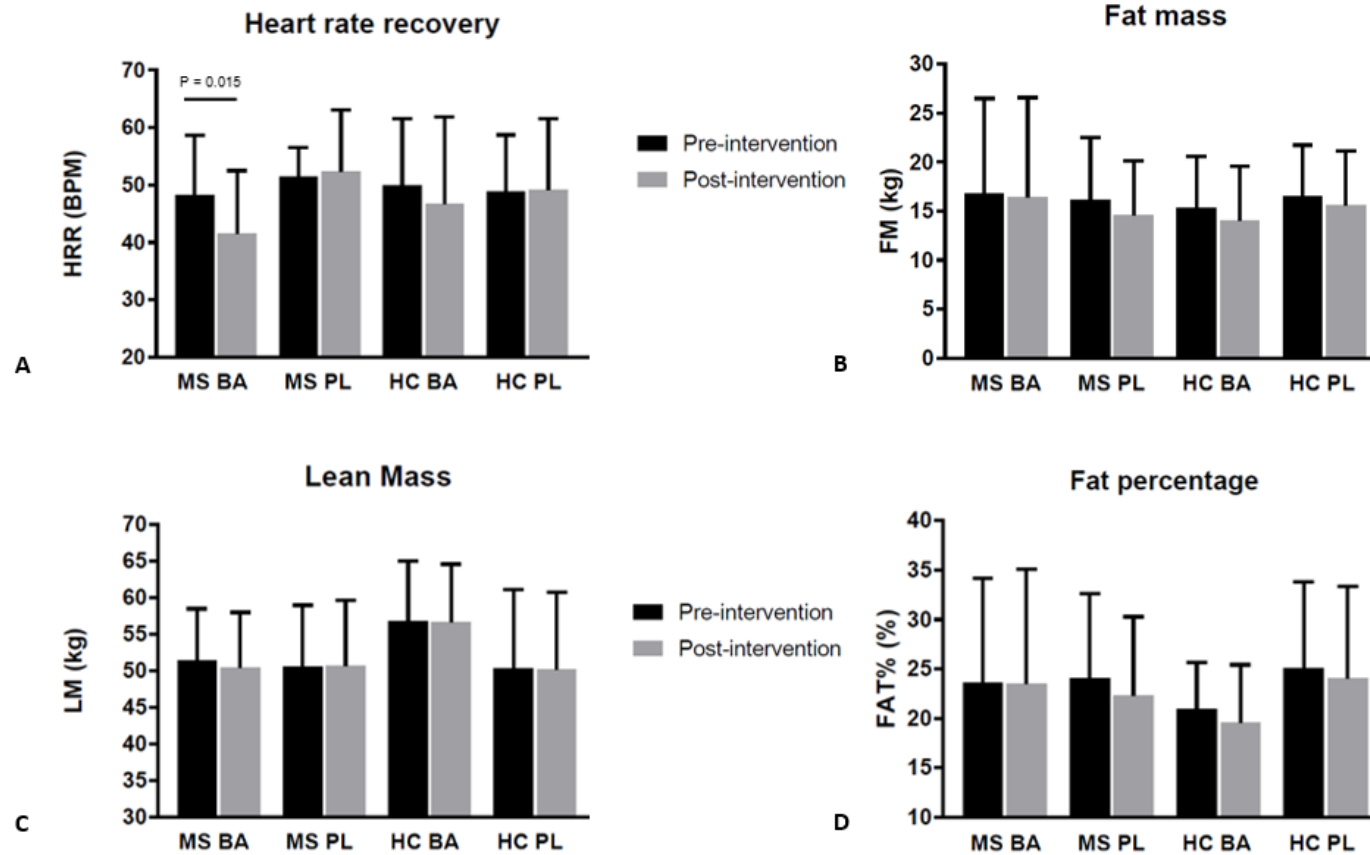 Heart rate recovery
P = 0.015
70
60
50
40
30
20
HRR (BPM)
MS BA MS PL HC BA HC PL
A
Pre-intervention
Post-intervention
Fat mass
30
25
20
15
10
5
0
FM (kg)
MS BA MS PL HC BA HC PL
B
Lean Mass
70
65
60
55
50
45
40
35
30
LM (kg)
MS BA MS PL HC BA HC PL
C
Pre-intervention
Post-intervention
Fat percentage
40
35
30
25
20
15
10
FAT% (%)
MS BA MS PL HC BA HC PL
D